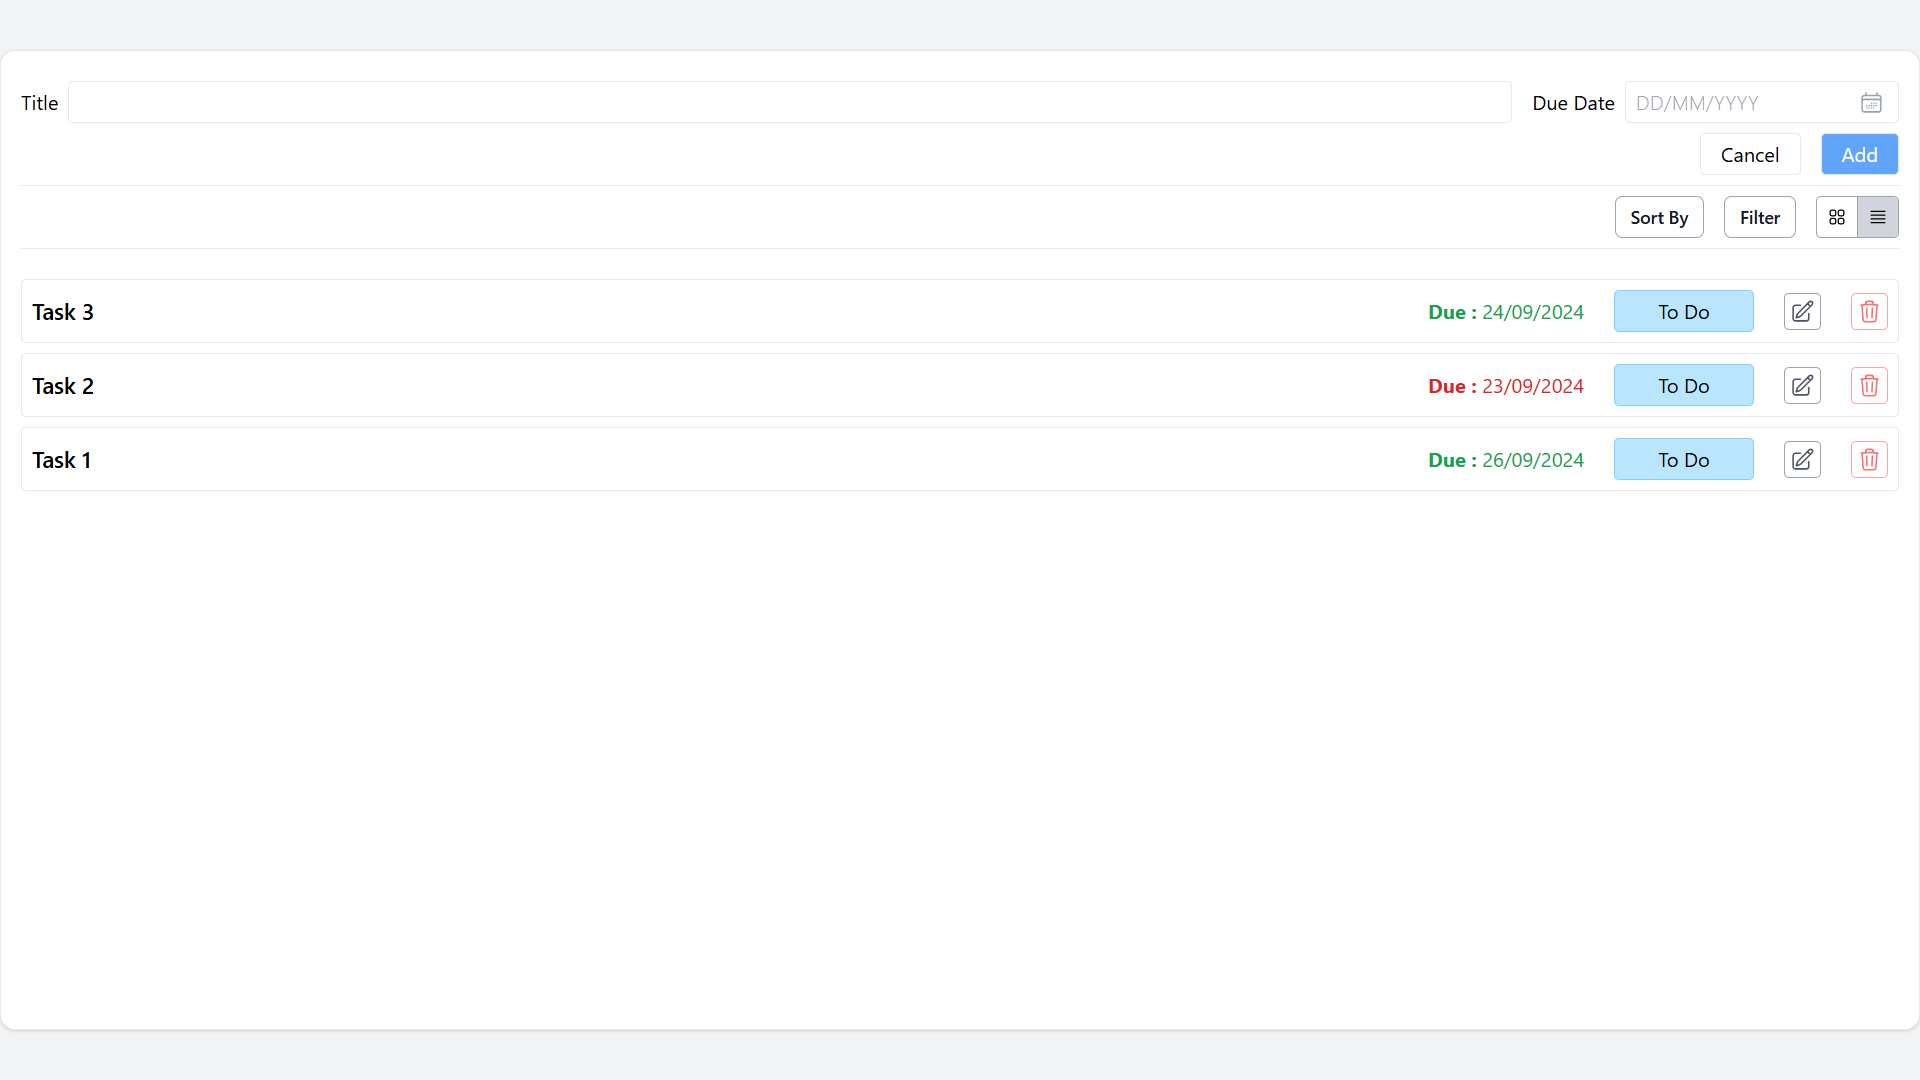 Title Due Date DD/MM/YYYY
Cancel Add
Sort By Filter
Task 3 Due : 24/09/2024 To Do
Task 2 Due : 23/09/2024 To Do
Task 1 Due : 26/09/2024 To Do